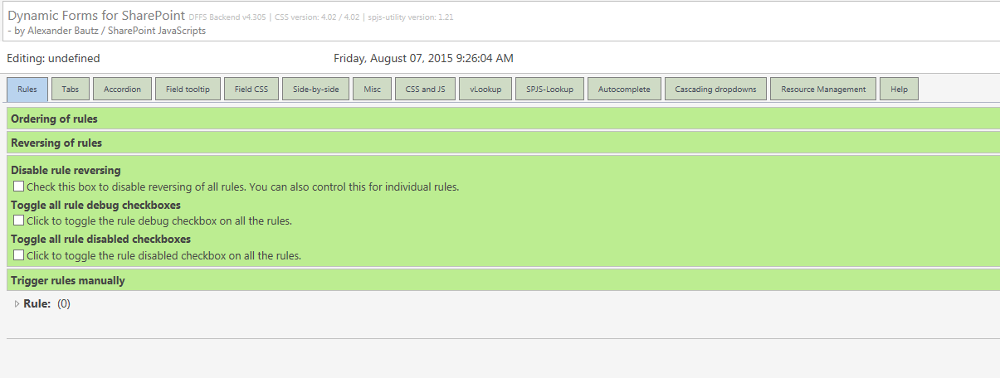 Dynamic Forms for SharePoint DFFS Backend v4.305 | CSS version: 4.02 / 4.02 | spjs-utility version: 1.21
- by Alexander Bautz / SharePoint JavaScripts
Editing: undefined Friday, August 07, 2015 9:26:04 AM
Rules Tabs Accordion Field tooltip Field CSS Side-by-side Misc CSS and JS vLookup SPJS-Lookup Autocomplete Cascading dropdowns Resource Management Help
Ordering of rules
Reversing of rules
Disable rule reversing
Check this box to disable reversing of all rules. You can also control this for individual rules.
Toggle all rule debug checkboxes
Click to toggle the rule debug checkbox on all the rules.
Toggle all rule disabled checkboxes
Click to toggle the rule disabled checkbox on all the rules.
Trigger rules manually
Rule: (0)